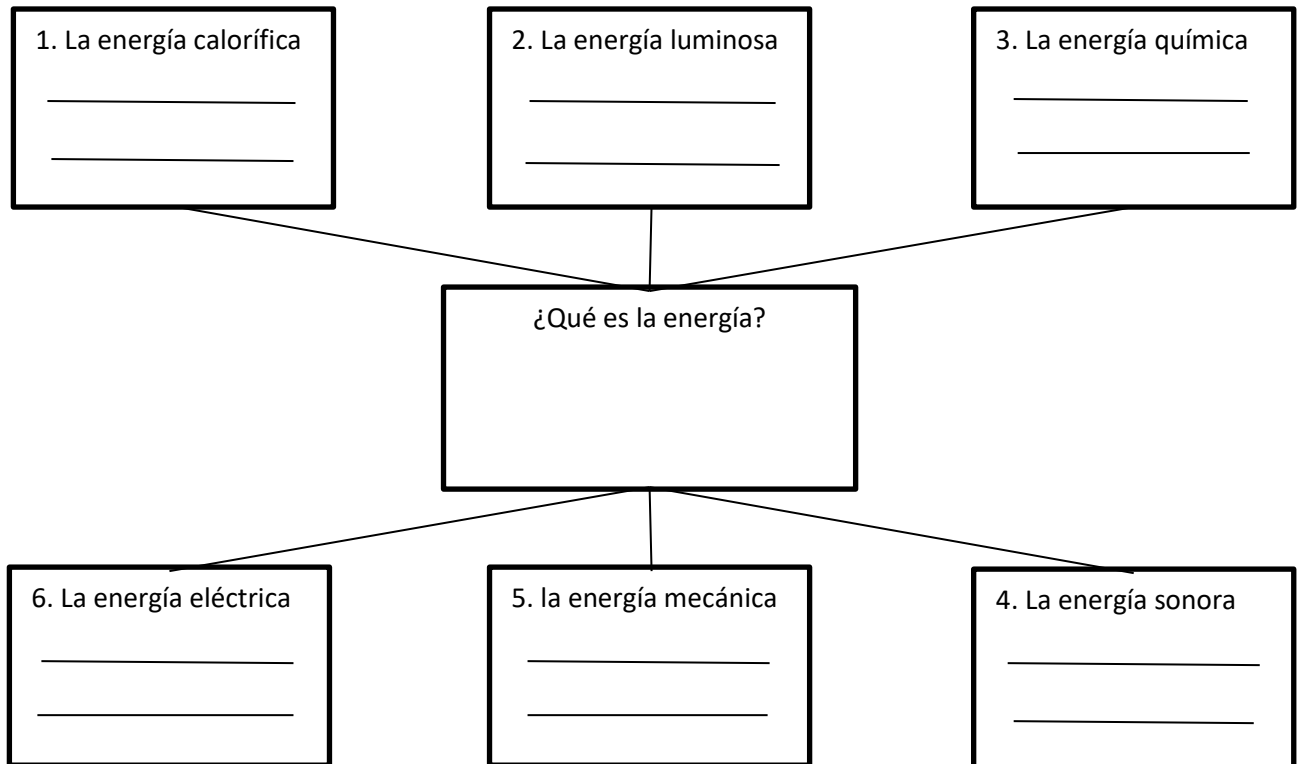 1. La energía calorífica
2. La energía luminosa
3. La energía química
¿Qué es la energía?
6. La energía eléctrica
5. la energía mecánica
4. La energía sonora